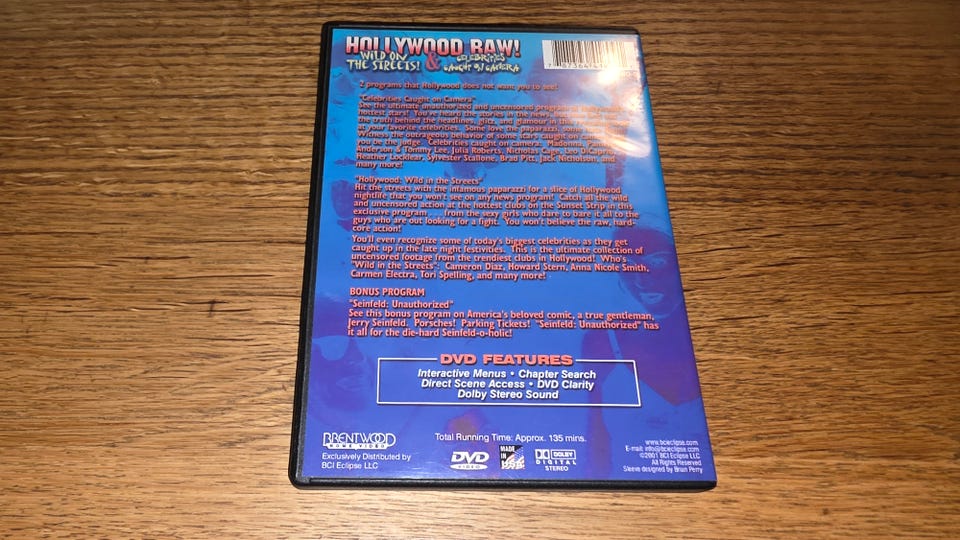 HOLLYWOOD RAW!
WILD ON
THE STREETS!
&
CELEBRITIES
CAUGHT ON CAMERA
2 programs that Hollywood does not want you to see!
"Celebrities Caught on Camera"
See the ultimate unauthorized and uncensored program
hottest stars! You've heard the stories in the news,
the truth behind the headlines, glitz, and glamour in
at your favorite celebrities. Some love the paparazzi, some
Witness the outrageous behavior of some stars caught on
you be the judge. Celebrities caught on camera: Madonna,
Anderson & Tommy Lee, Julia Roberts, Nicholas Cage, Leo DiCaprio,
Heather Locklear, Sylvester Stallone, Brad Pitt, Jack Nicholson, and
many more!
"Hollywood: Wild in the Streets"
Hit the streets with the infamous paparazzi for a slice of Hollywood
nightlife that you won't see on any news program! Catch all the wild
and uncensored action at the hottest clubs on the Sunset Strip in this
exclusive program . . . from the sexy girls who dare to bare it all to the
guys who are out looking for a fight. You won't believe the raw, hard-
core action!
You'll even recognize some of today's biggest celebrities as they get
caught up in the late night festivities. This is the ultimate collection of
uncensored footage from the trendiest clubs in Hollywood! Who's
"Wild in the Streets": Cameron Diaz, Howard Stern, Anna Nicole Smith,
Carmen Electra, Tori Spelling, and many more!
BONUS PROGRAM
"Seinfeld: Unauthorized"
See this bonus program on America's beloved comic, a true gentleman,
Jerry Seinfeld. Porsches! Parking Tickets! "Seinfeld: Unauthorized" has
it all for the die-hard Seinfeld-o-holic!
DVD FEATURES
Interactive Menus • Chapter Search
Direct Scene Access • DVD Clarity
Dolby Stereo Sound
BRENTWOOD
HOME VIDEO
Exclusively Distributed by
BCI Eclipse LLC
Total Running Time: Approx. 135 mins.
DVD
VIDEO
MADE
IN
USA
DOLBY
DIGITAL
STEREO
www.bcieclipse.com
E-mail: info@bcieclipse.com
©2001 BCI Eclipse LLC
All Rights Reserved
Sleeve designed by Brian Perry